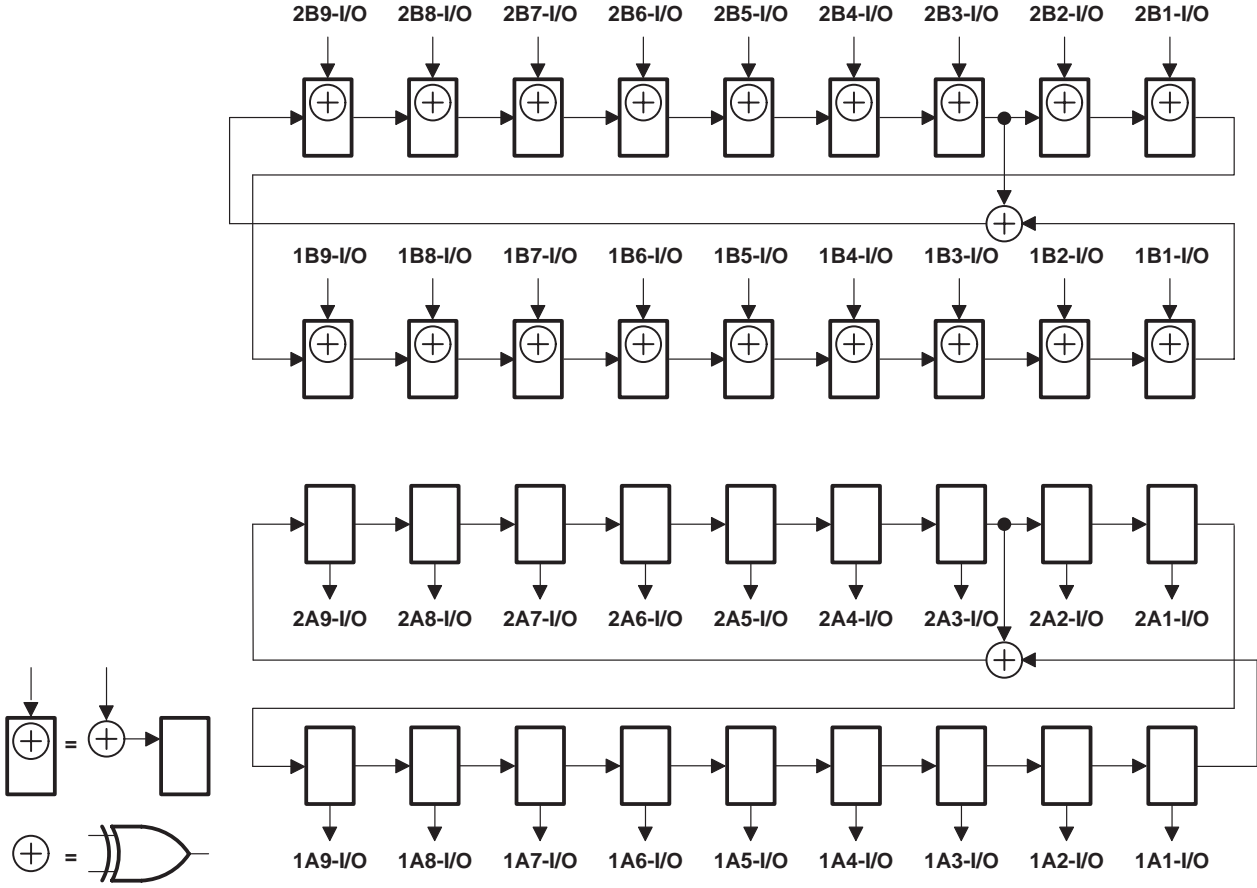 2B9-I/O 2B8-I/O 2B7-I/O 2B6-I/O 2B5-I/O 2B4-I/O 2B3-I/O 2B2-I/O 2B1-I/O
1B9-I/O 1B8-I/O 1B7-I/O 1B6-I/O 1B5-I/O 1B4-I/O 1B3-I/O 1B2-I/O 1B1-I/O
2A9-I/O 2A8-I/O 2A7-I/O 2A6-I/O 2A5-I/O 2A4-I/O 2A3-I/O 2A2-I/O 2A1-I/O
=
=
1A9-I/O 1A8-I/O 1A7-I/O 1A6-I/O 1A5-I/O 1A4-I/O 1A3-I/O 1A2-I/O 1A1-I/O